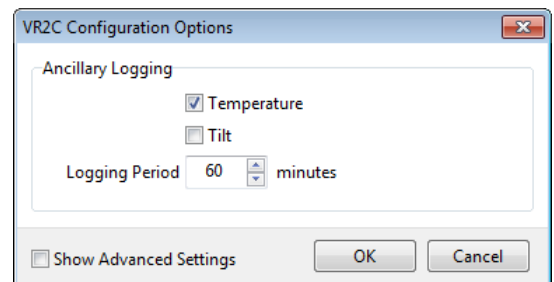 VR2C Configuration Options
Ancillary Logging
Temperature
Tilt
Logging Period 60 minutes
Show Advanced Settings OK Cancel